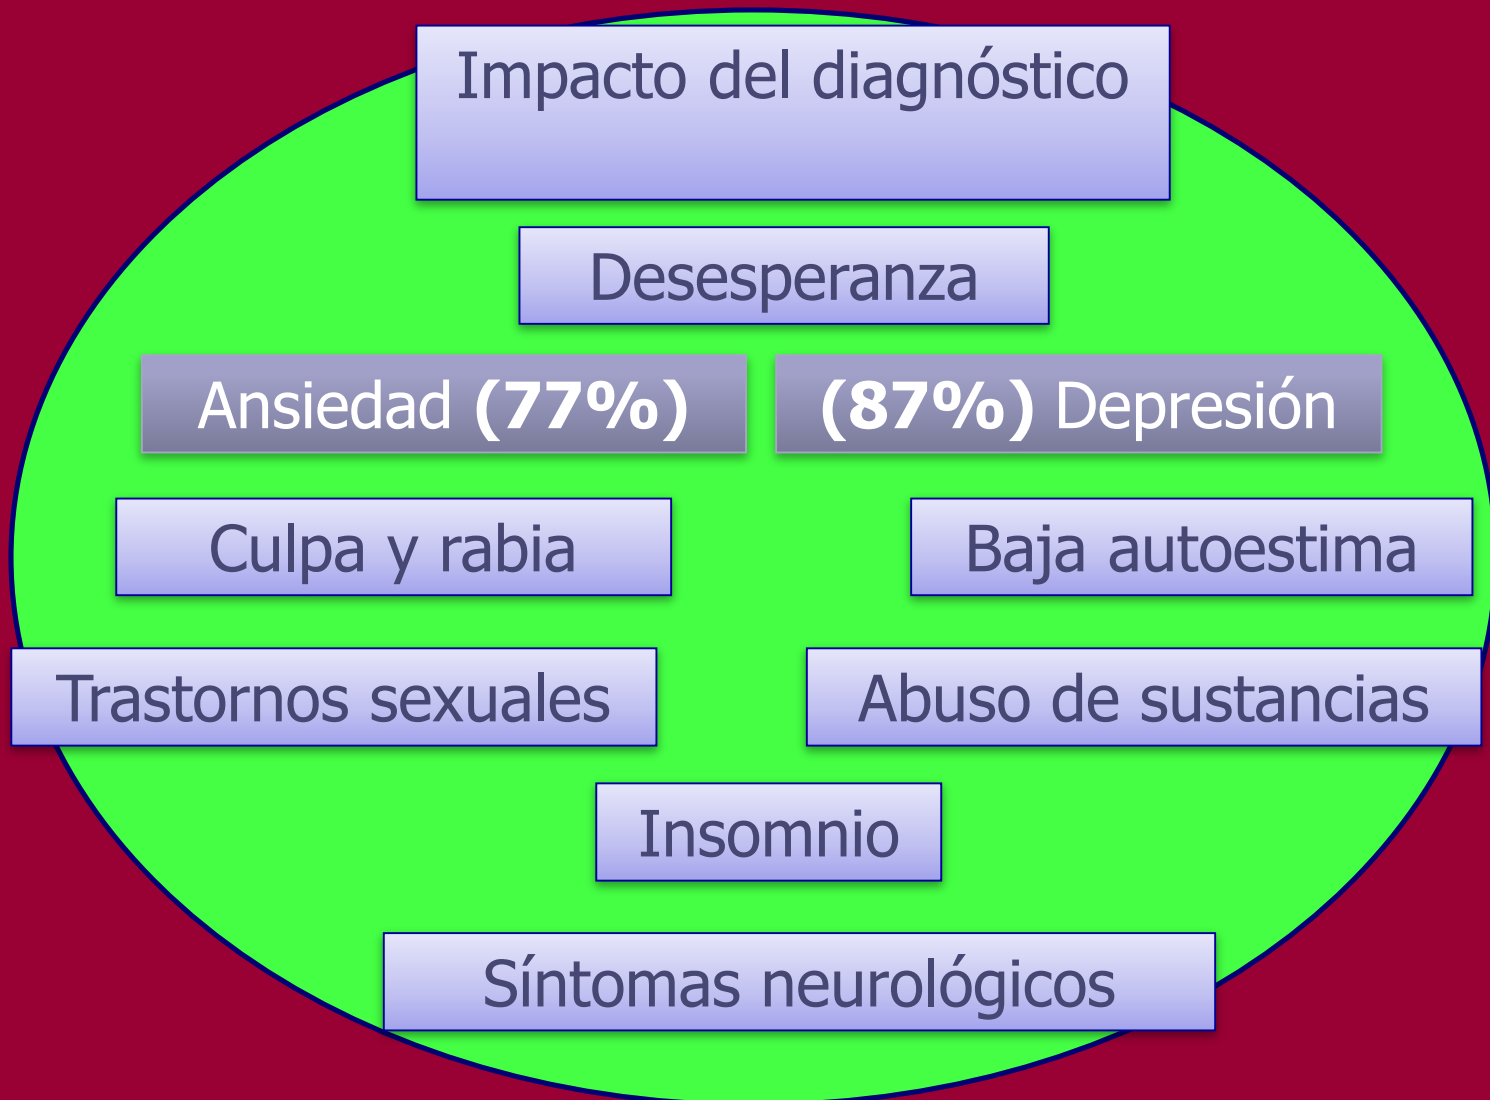 Impacto del diagnóstico
Desesperanza
Ansiedad (77%)
(87%) Depresión
Culpa y rabia
Baja autoestima
Trastornos sexuales
Abuso de sustancias
Insomnio
Síntomas neurológicos